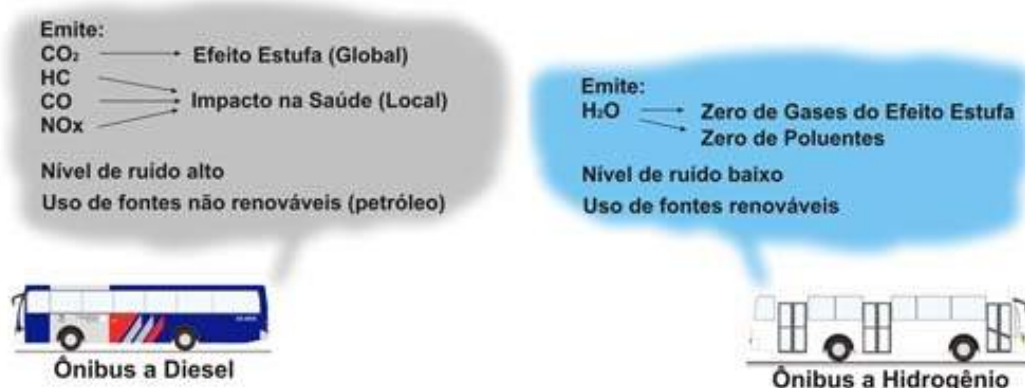 Emite:
CO₂ Efeito Estufa (Global)
HC
CO Impacto na Saúde (Local)
NOx
Nível de ruído alto
Uso de fontes não renováveis (petróleo)
Ônibus a Diesel
Emite:
H₂O Zero de Gases do Efeito Estufa
Zero de Poluentes
Nível de ruído baixo
Uso de fontes renováveis
Ônibus a Hidrogênio